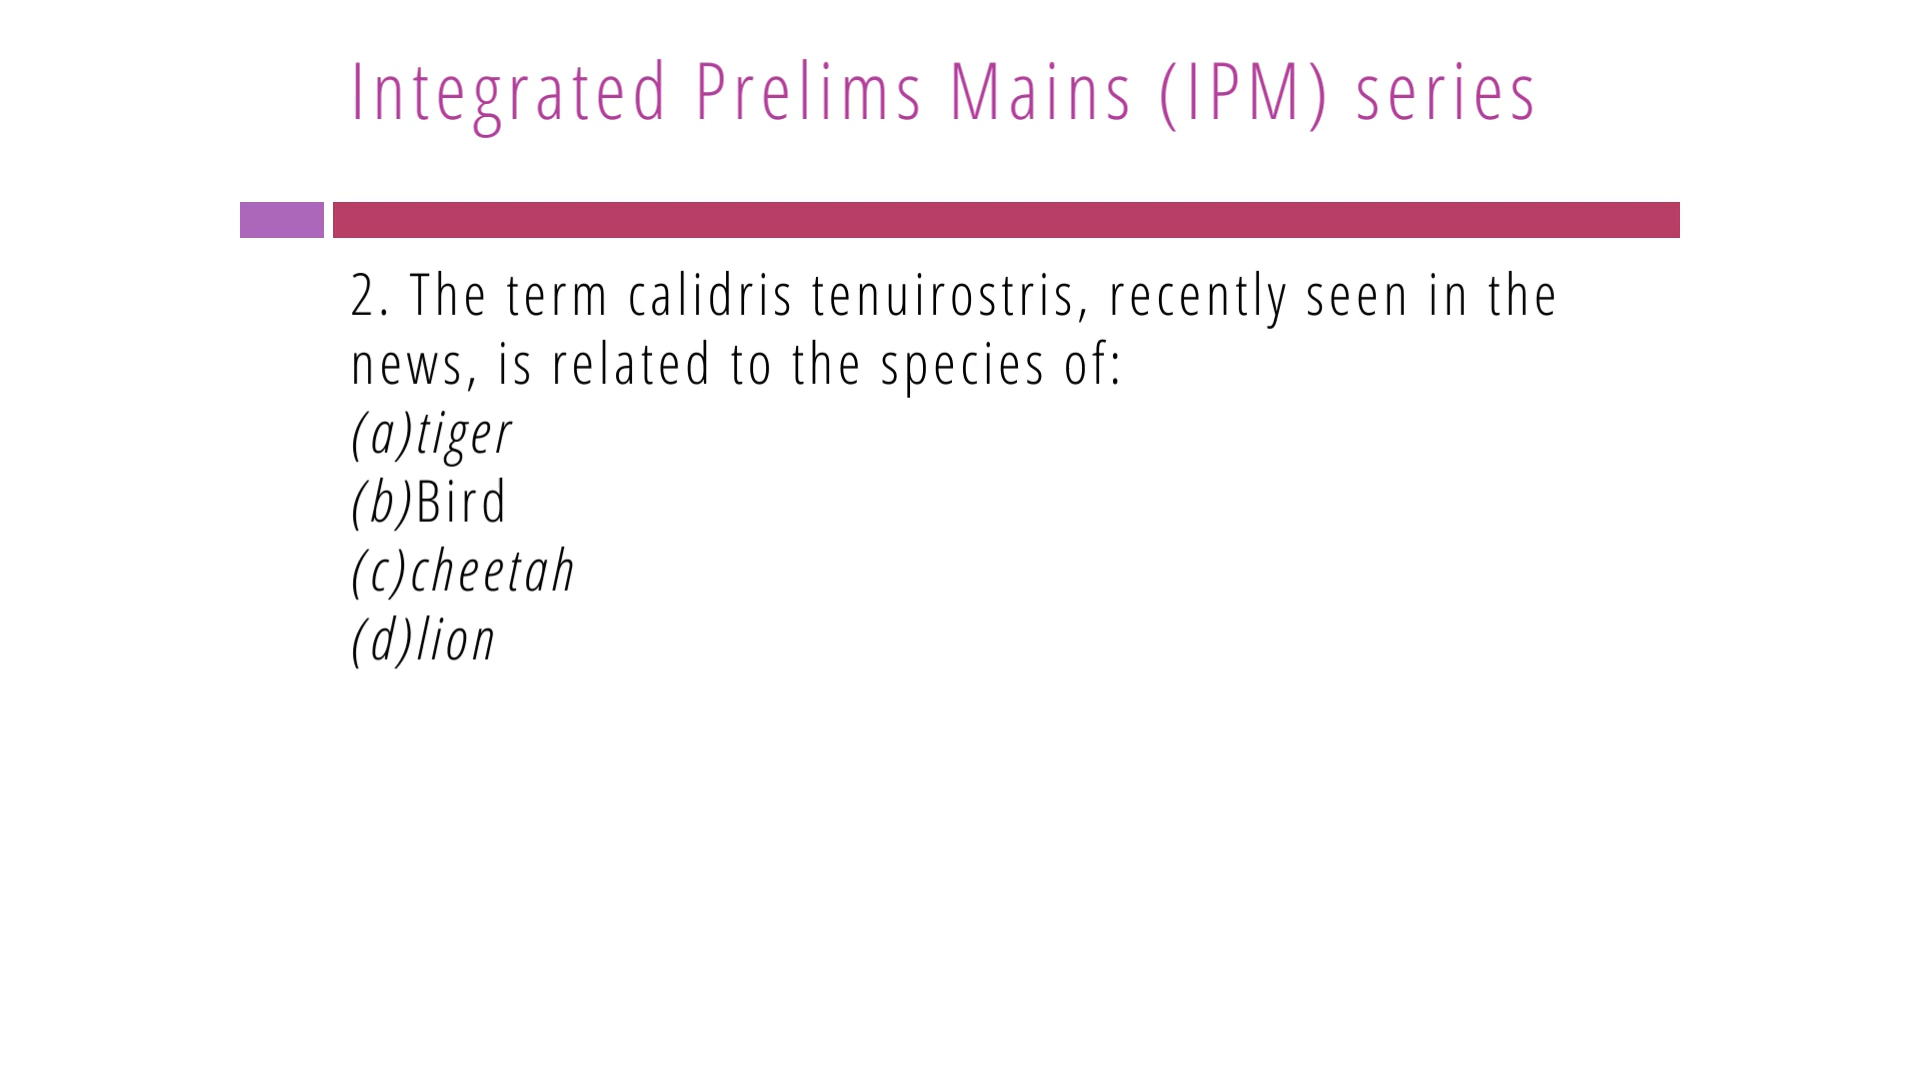 Integrated Prelims Mains (IPM) series
2. The term calidris tenuirostris, recently seen in the
news, is related to the species of:
(a)tiger
(b)Bird
(c)cheetah
(d)lion